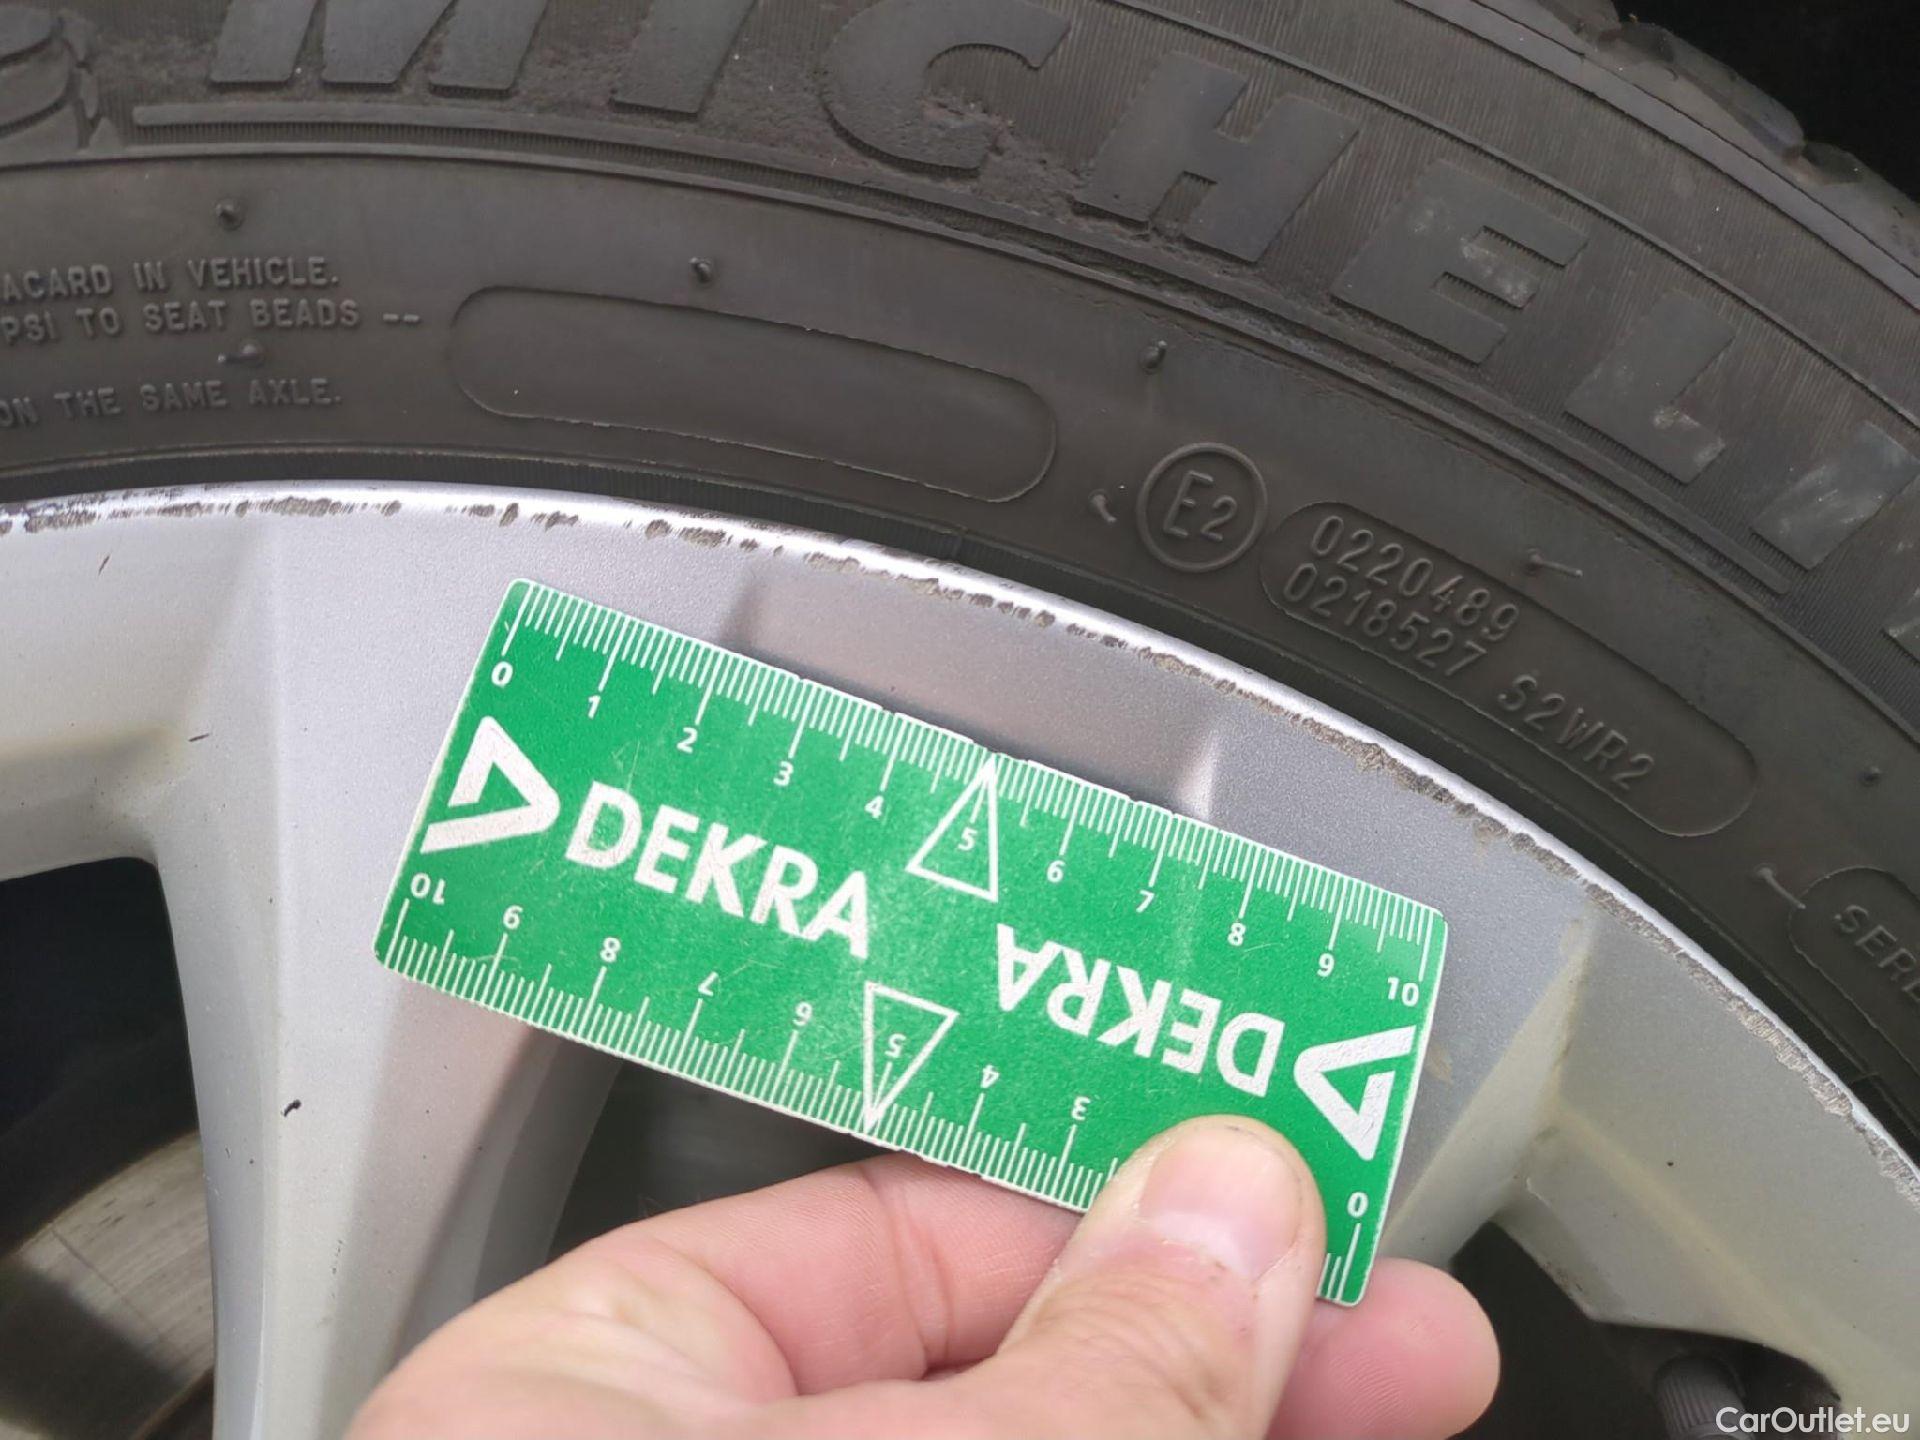 MICHELI
ACARD IN VEHICLE.
PSI TO SEAT BEADS --
ON THE SAME AXLE.
E2
0220489
0218527 S2WR2
SERI
0 1 2 3 4 5 6 7 8 9 10
DEKRA
DEKRA
10 9 8 7 6 5 4 3 0
CarOutlet.eu